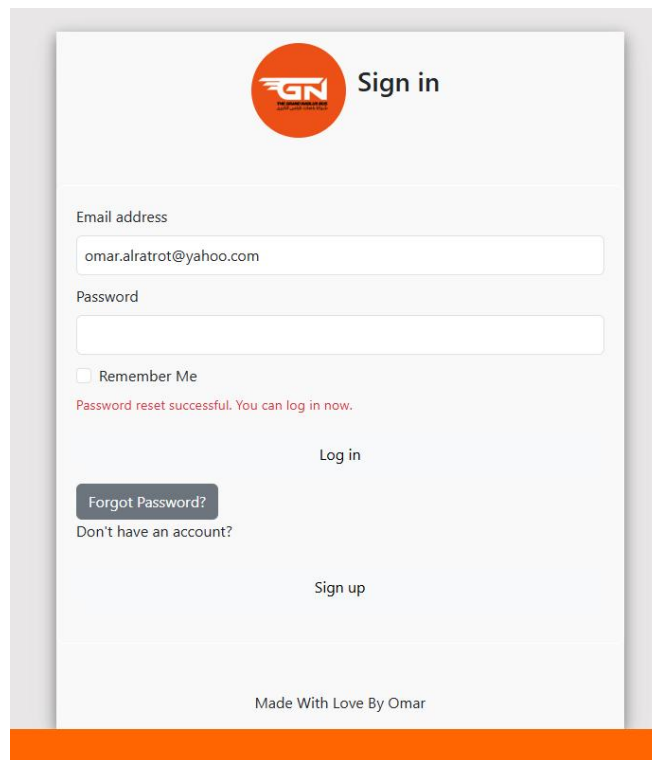 GN
Sign in
Email address
omar.alratrot@yahoo.com
Password
Remember Me
Password reset successful. You can log in now.
Log in
Forgot Password?
Don't have an account?
Sign up
Made With Love By Omar